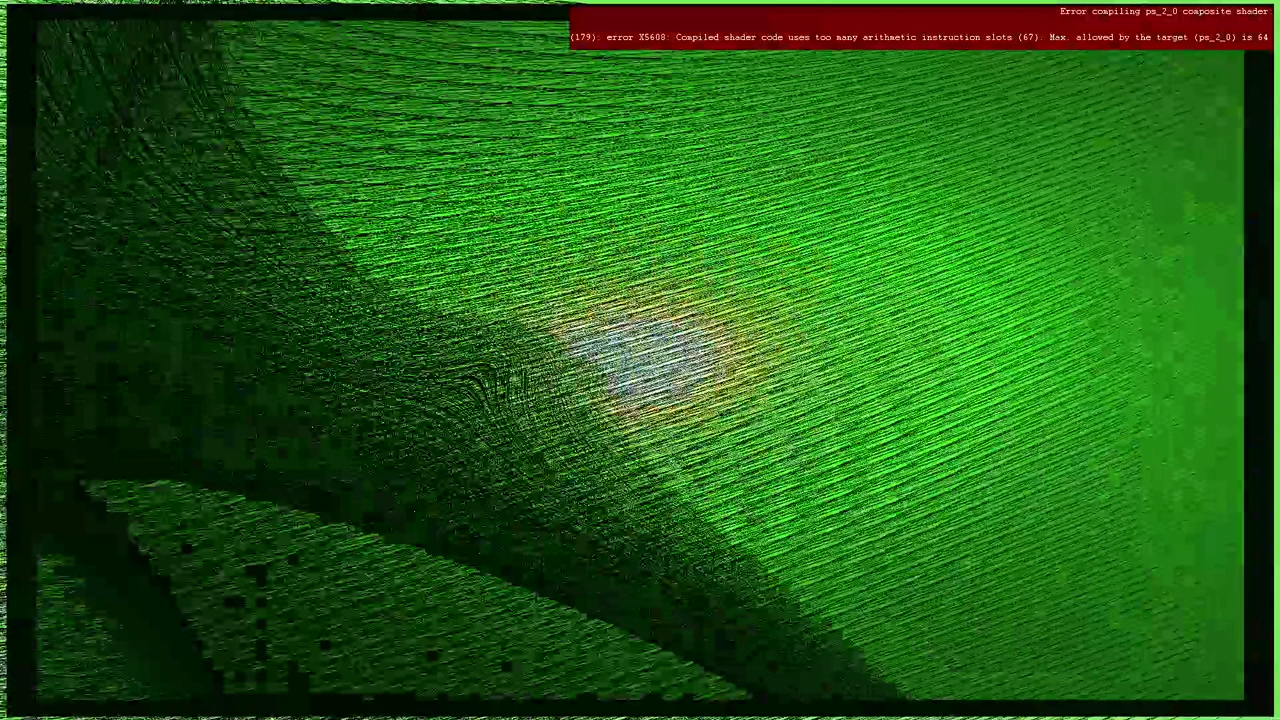 Error compiling ps_2_0 composite shader:
(179): error X5608: Compiled shader code uses too many arithmetic instruction slots (67). Max. allowed by the target (ps_2_0) is 64